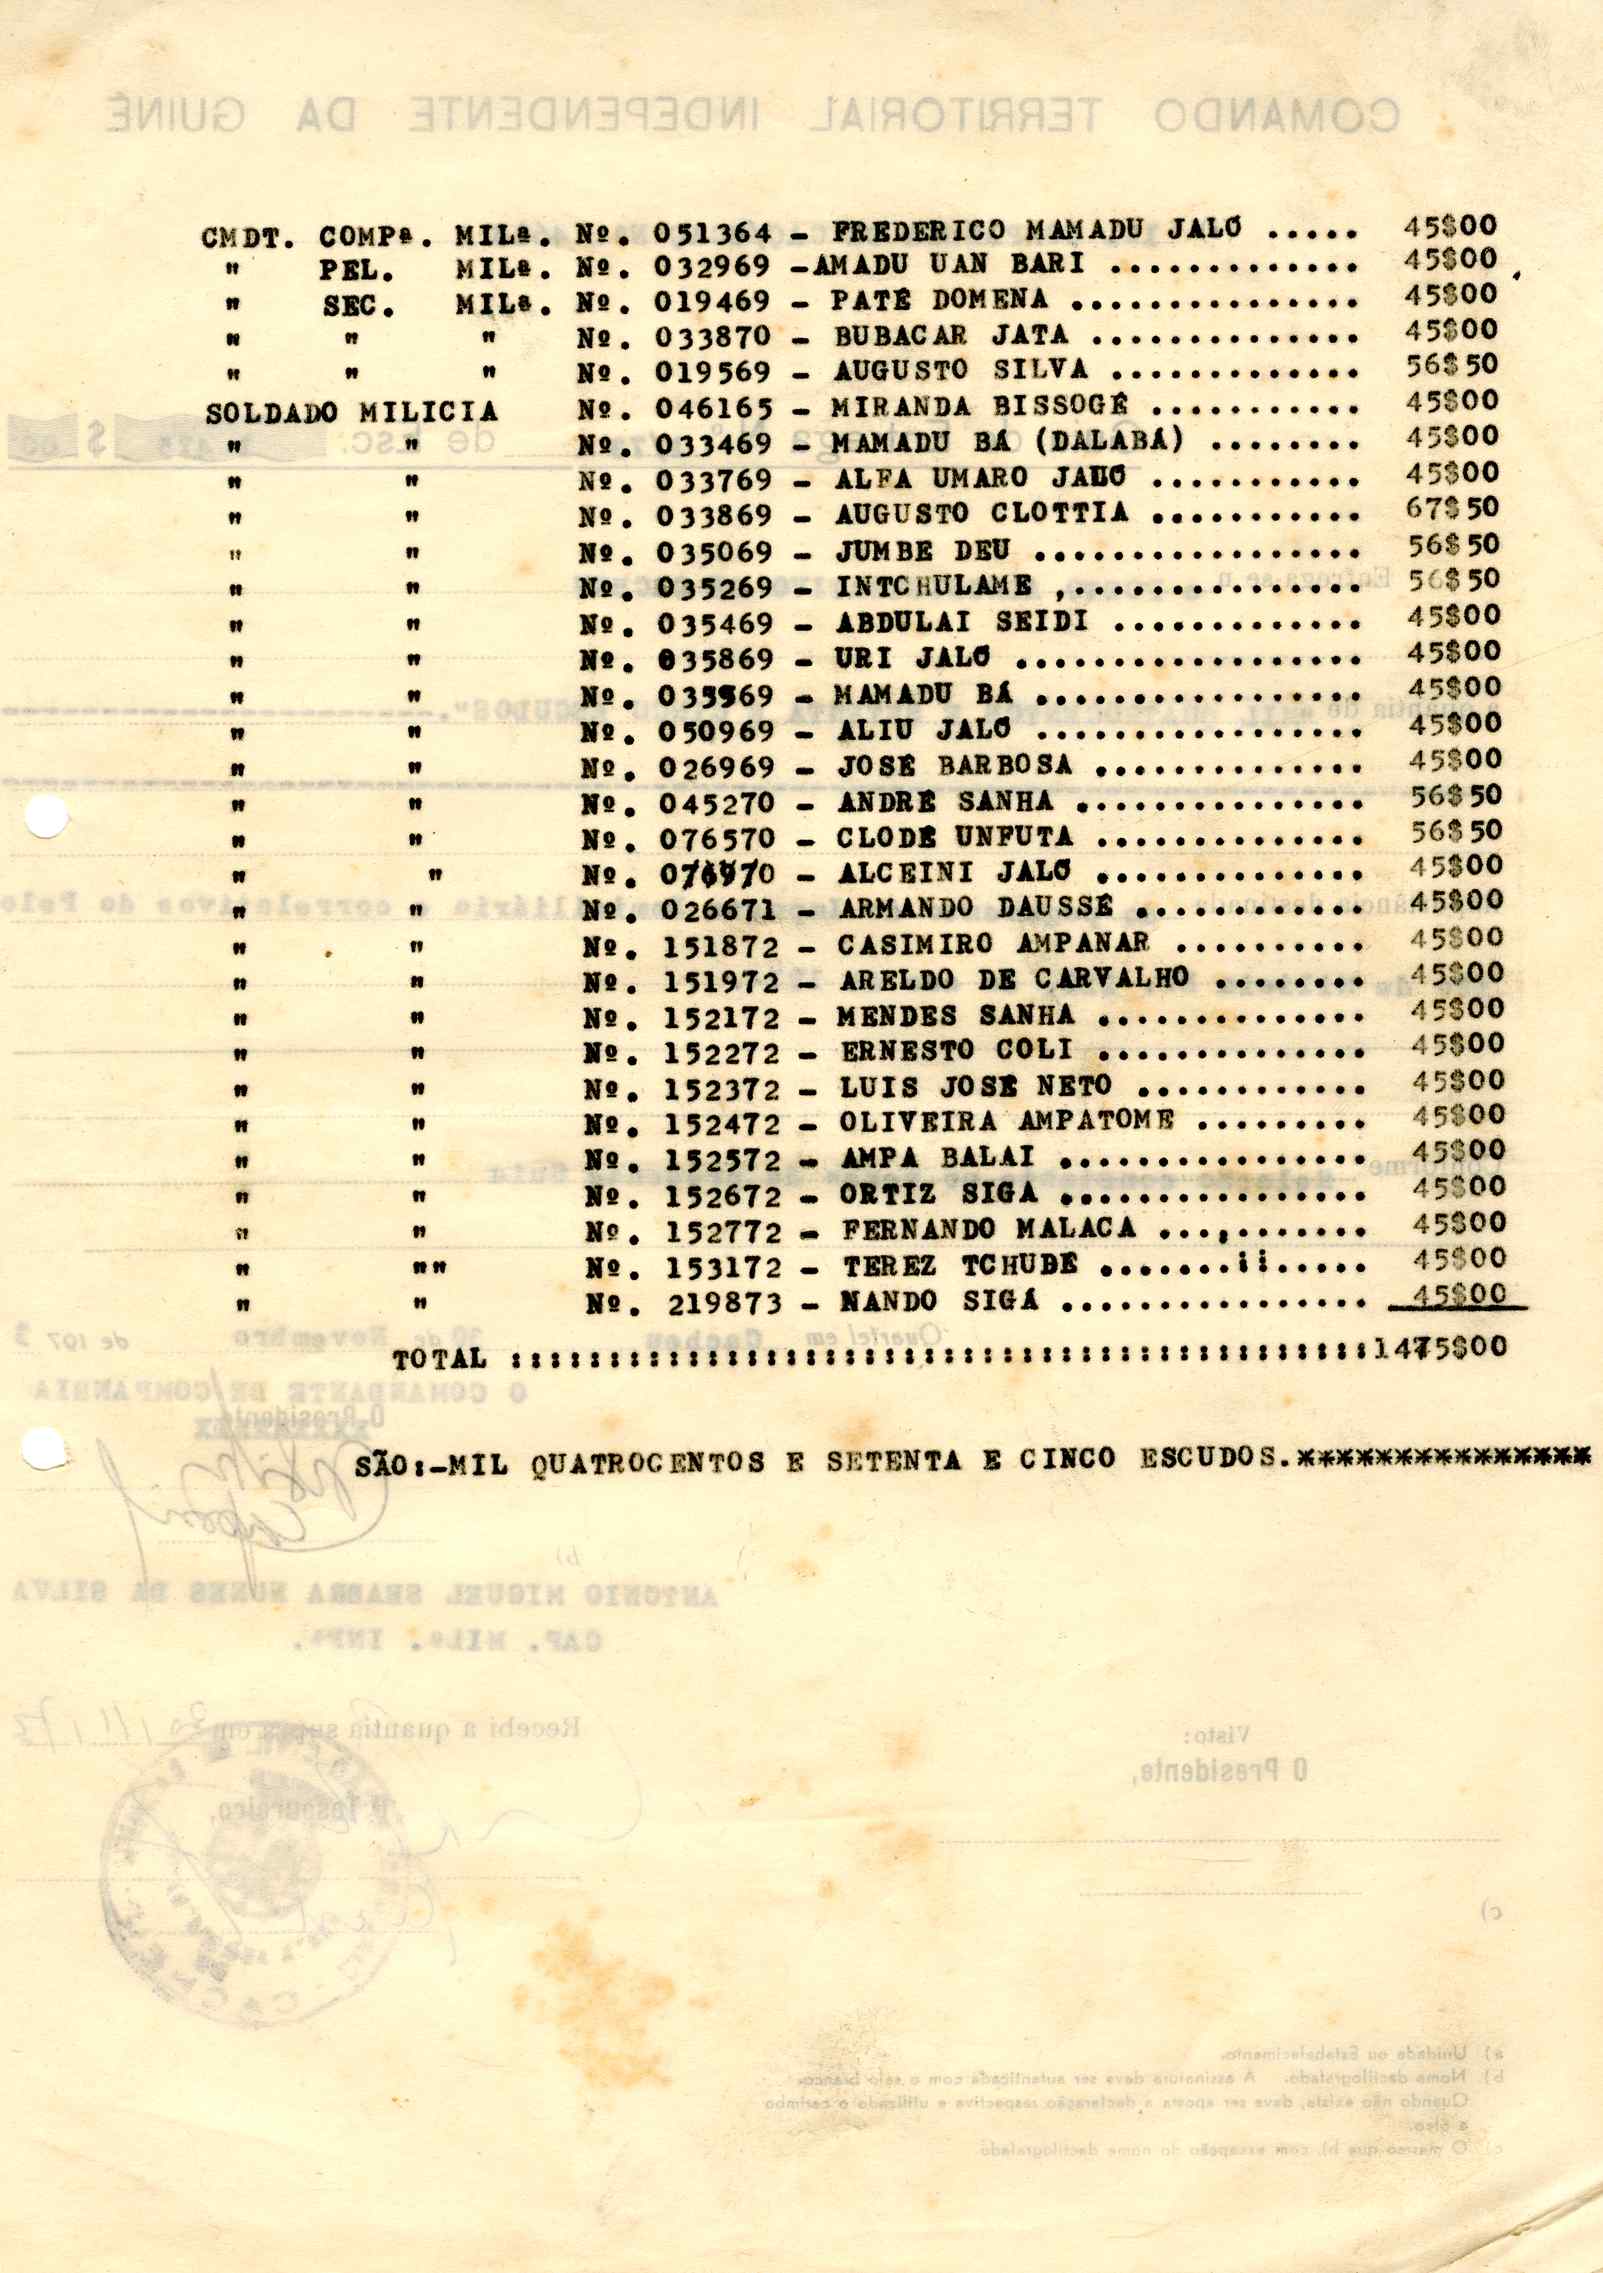 CMDT. COMPª. MILª. Nº. 051364 - FREDERICO MAMADU JALÓ ..... 45$00
" PEL. MILª. Nº. 032969 -AMADU UAN BARI ............. 45$00
" SEC. MILª. Nº. 019469 - PATÉ DOMENA ............... 45$00
" " " Nº. 033870 - BUBACAR JATA .............. 45$00
" " " Nº. 019569 - AUGUSTO SILVA ............. 56$50
SOLDADO MILICIA Nº. 046165 - MIRANDA BISSOGÉ ........... 45$00
" " Nº. 033469 - MAMADU BÁ (DALABÁ) ........ 45$00
" " Nº. 033769 - ALFA UMARO JALÓ ........... 45$00
" " Nº. 033869 - AUGUSTO CLOTTIA ........... 67$50
" " Nº. 035069 - JUMBE DEU ................. 56$50
" " Nº. 035269 - INTCHULAME ,............... 56$50
" " Nº. 035469 - ABDULAI SEIDI ............. 45$00
" " Nº. 035869 - URI JALÓ .................. 45$00
" " Nº. 035969 - MAMADU BÁ ................. 45$00
" " Nº. 050969 - ALIU JALÓ ................. 45$00
" " Nº. 026969 - JOSÉ BARBOSA .............. 45$00
" " Nº. 045270 - ANDRÉ SANHA ............... 56$50
" " Nº. 076570 - CLODÉ UNFUTA .............. 56$50
" " Nº. - ALCEINI JALÓ .............. 45$00
" " Nº. 026671 - ARMANDO DAUSSÉ ............ 45$00
" " Nº. 151872 - CASIMIRO AMPANAR .......... 45$00
" " Nº. 151972 - ARELDO DE CARVALHO ........ 45$00
" " Nº. 152172 - MENDES SANHA .............. 45$00
" " Nº. 152272 - ERNESTO COLI .............. 45$00
" " Nº. 152372 - LUIS JOSÉ NETO ............ 45$00
" " Nº. 152472 - OLIVEIRA AMPATOME ......... 45$00
" " Nº. 152572 - AMPA BALAI ................ 45$00
" " Nº. 152672 - ORTIZ SIGA ................ 45$00
" " Nº. 152772 - FERNANDO MALACA ...,....... 45$00
" "" Nº. 153172 - TEREZ TCHUDE .......ii..... 45$00
" " Nº. 219873 - NANDO SIGÁ ................ 45$00
TOTAL ::::::::::::::::::::::::::::::::::::::::::::1475$00
SÃO:-MIL QUATROCENTOS E SETENTA E CINCO ESCUDOS.***************